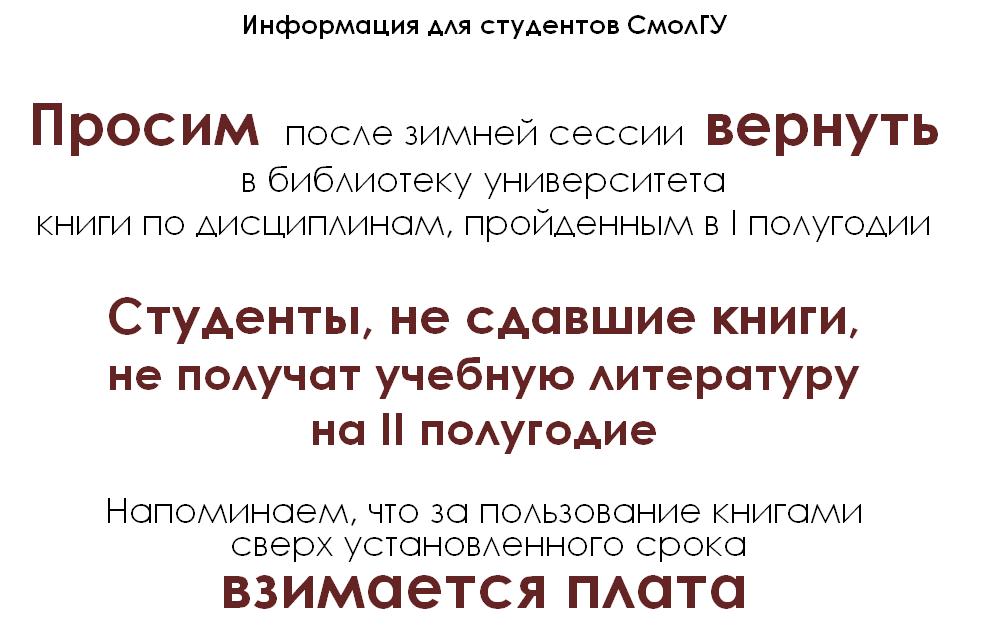 Информация для студентов СмолГУ
Просим после зимней сессии вернуть
в библиотеку университета
книги по дисциплинам, пройденным в I полугодии
Студенты, не сдавшие книги,
не получат учебную литературу
на II полугодие
Напоминаем, что за пользование книгами
сверх установленного срока
взимается плата